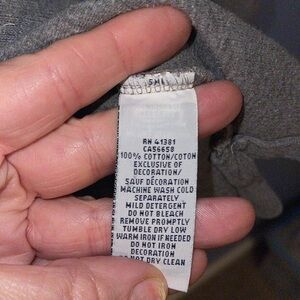 RN 41381
CA56658
100% COTTON/COTON
EXCLUSIVE OF
DECORATION/
SAUF DÉCORATION
MACHINE WASH COLD
SEPARATELY
MILD DETERGENT
DO NOT BLEACH
REMOVE PROMPTLY
TUMBLE DRY LOW
WARM IRON IF NEEDED
DO NOT IRON
DECORATION
DO NOT DRY CLEAN